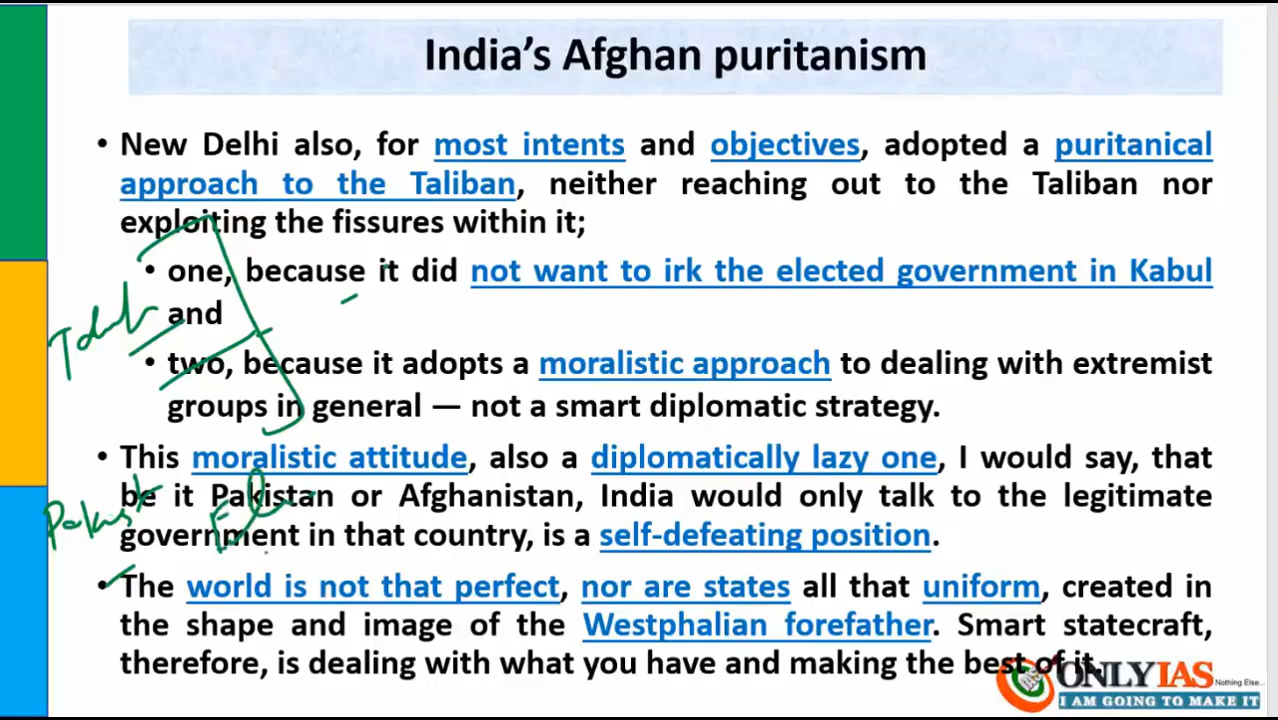 India's Afghan puritanism
• New Delhi also, for most intents and objectives, adopted a puritanical
approach to the Taliban, neither reaching out to the Taliban nor
exploiting the fissures within it;
• one, because it did not want to irk the elected government in Kabul
and
• two, because it adopts a moralistic approach to dealing with extremist
groups in general — not a smart diplomatic strategy.
• This moralistic attitude, also a diplomatically lazy one, I would say, that
be it Pakistan or Afghanistan, India would only talk to the legitimate
government in that country, is a self-defeating position.
• The world is not that perfect, nor are states all that uniform, created in
the shape and image of the Westphalian forefather. Smart statecraft,
therefore, is dealing with what you have and making the best of it.
ONLY IAS
Nothing Else...
I AM GOING TO MAKE IT